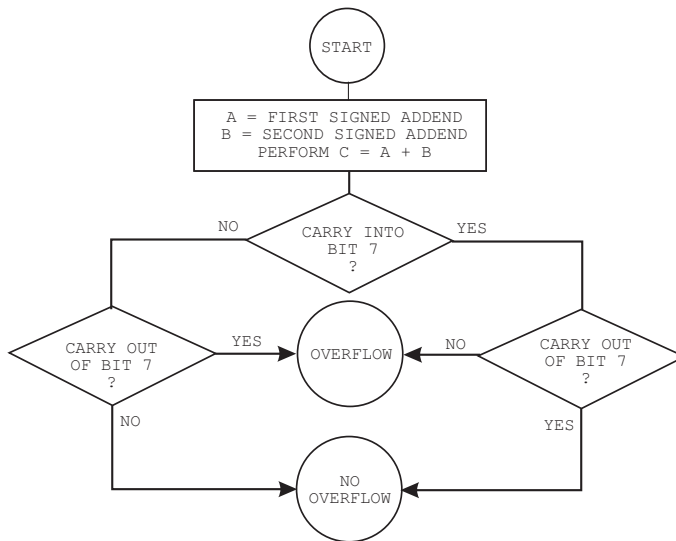 START
A = FIRST SIGNED ADDEND
B = SECOND SIGNED ADDEND
PERFORM C = A + B
NO
CARRY INTO
BIT 7
?
YES
CARRY OUT
OF BIT 7
?
YES
OVERFLOW
NO
CARRY OUT
OF BIT 7
?
NO
YES
NO
OVERFLOW